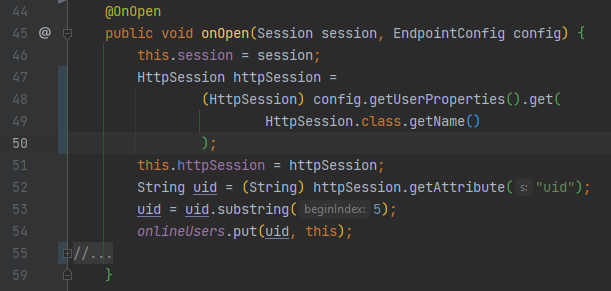 44 @OnOpen
45 @ public void onOpen(Session session, EndpointConfig config) {
46 this.session = session;
47 HttpSession httpSession =
48 (HttpSession) config.getUserProperties().get(
49 HttpSession.class.getName()
50 );
51 this.httpSession = httpSession;
52 String uid = (String) httpSession.getAttribute( s: "uid");
53 uid = uid.substring( beginIndex: 5);
54 onlineUsers.put(uid, this);
55 //...
59 }